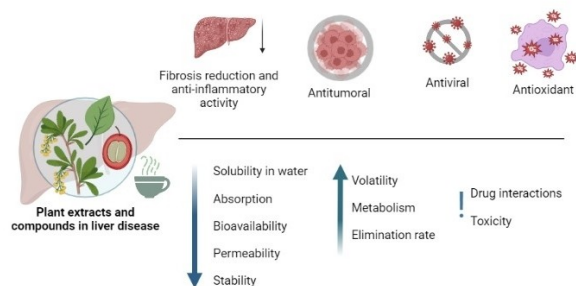 Fibrosis reduction and
anti-inflammatory
activity
Antitumoral
Antiviral
Antioxidant
Plant extracts and
compounds in liver disease
Solubility in water
Absorption
Bioavailability
Permeability
Stability
Volatility
Metabolism
Elimination rate
!
Drug interactions
Toxicity